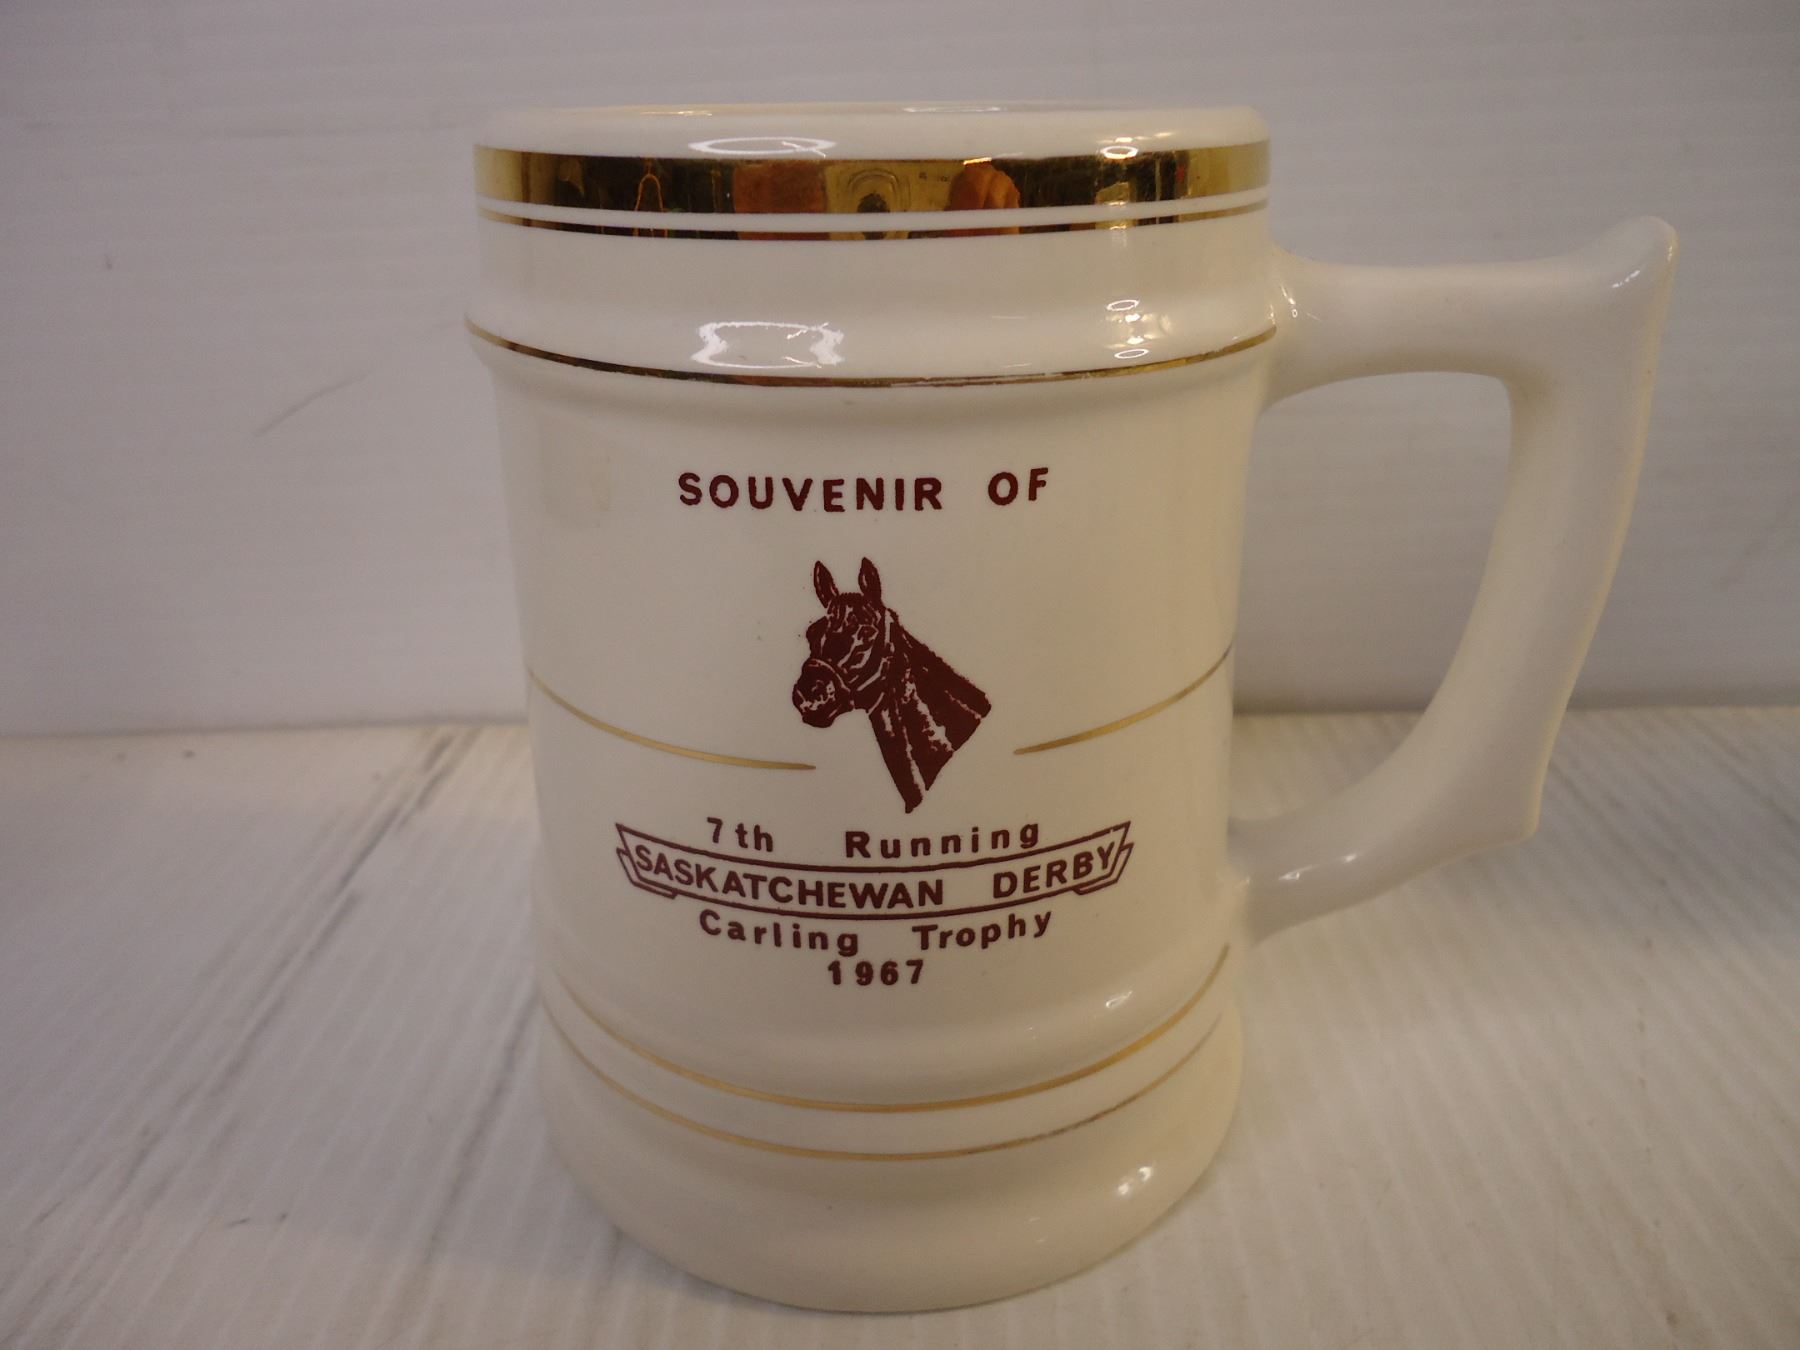 SOUVENIR OF
7th Running
SASKATCHEWAN DERBY
Carling Trophy
1967